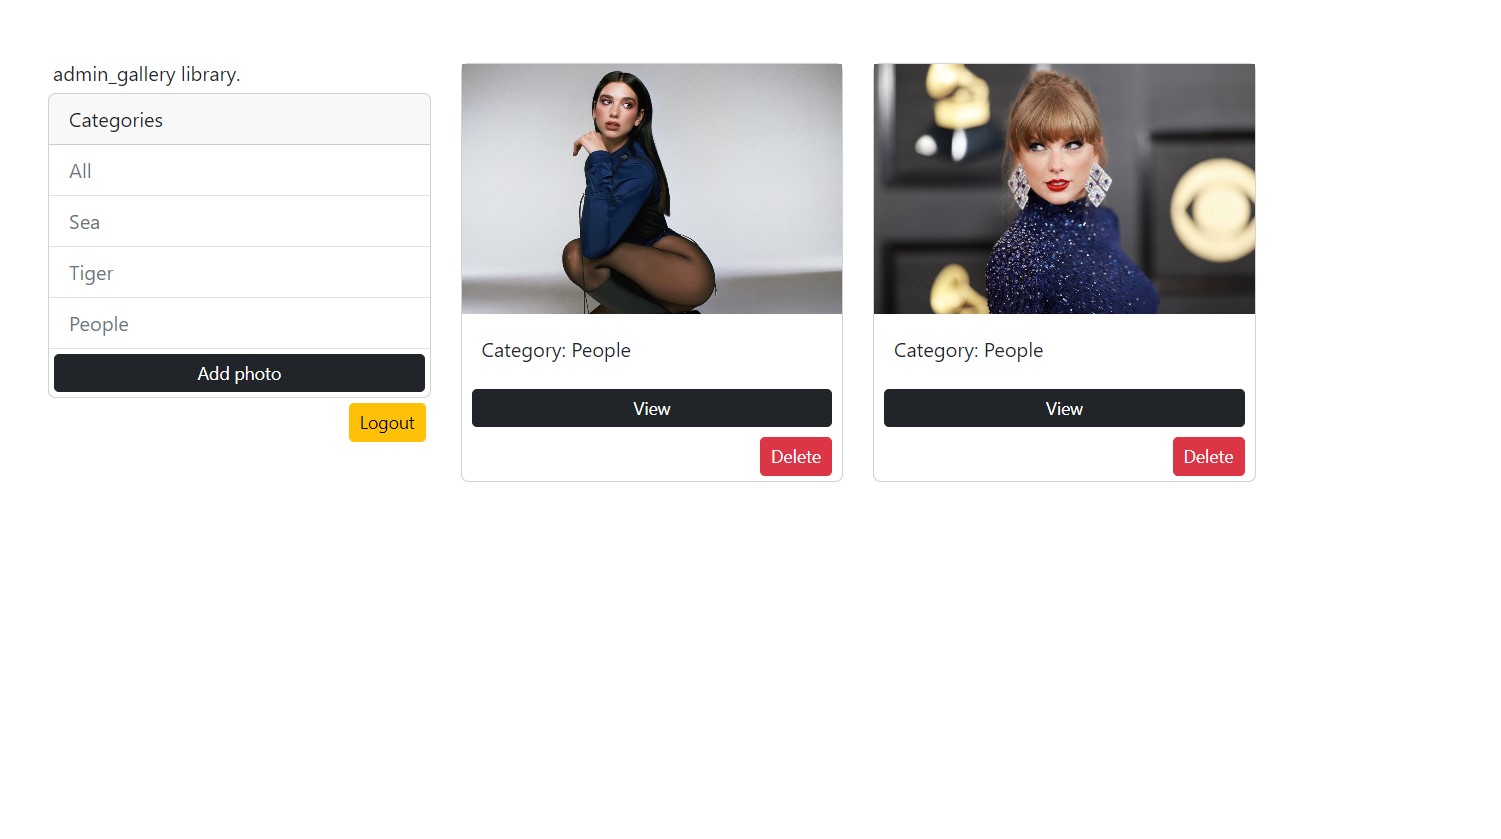 admin_gallery library.
Categories
All
Sea
Tiger
People
Add photo
Logout
Category: People
View
Delete
Category: People
View
Delete